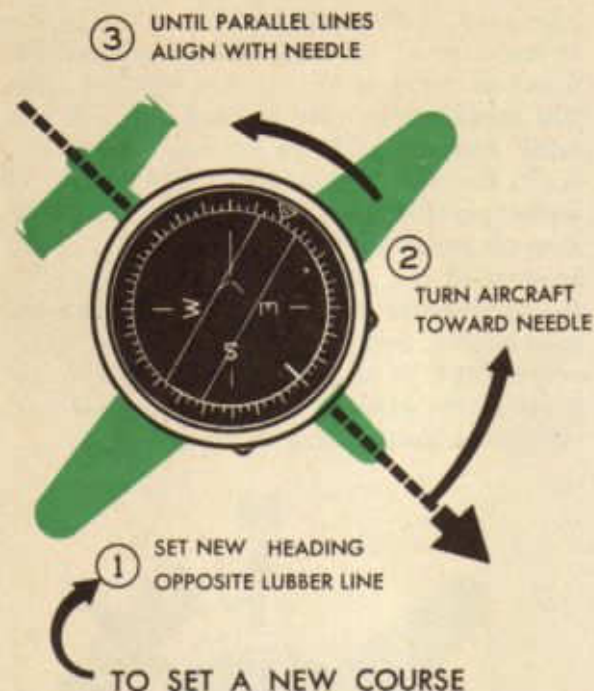 3 UNTIL PARALLEL LINES
ALIGN WITH NEEDLE
2
TURN AIRCRAFT
TOWARD NEEDLE
W E
S
1 SET NEW HEADING
OPPOSITE LUBBER LINE
TO SET A NEW COURSE